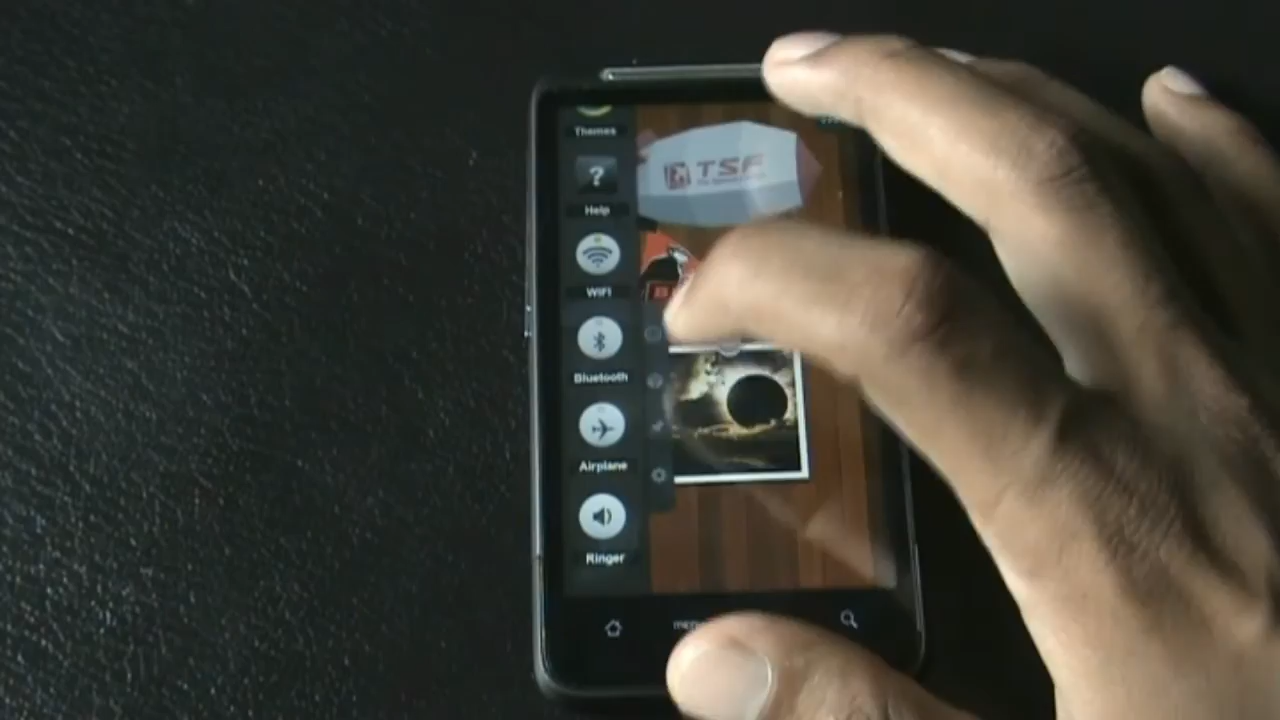 Themes
TSF
Help
WIFI
Bluetooth
Airplane
Ringer